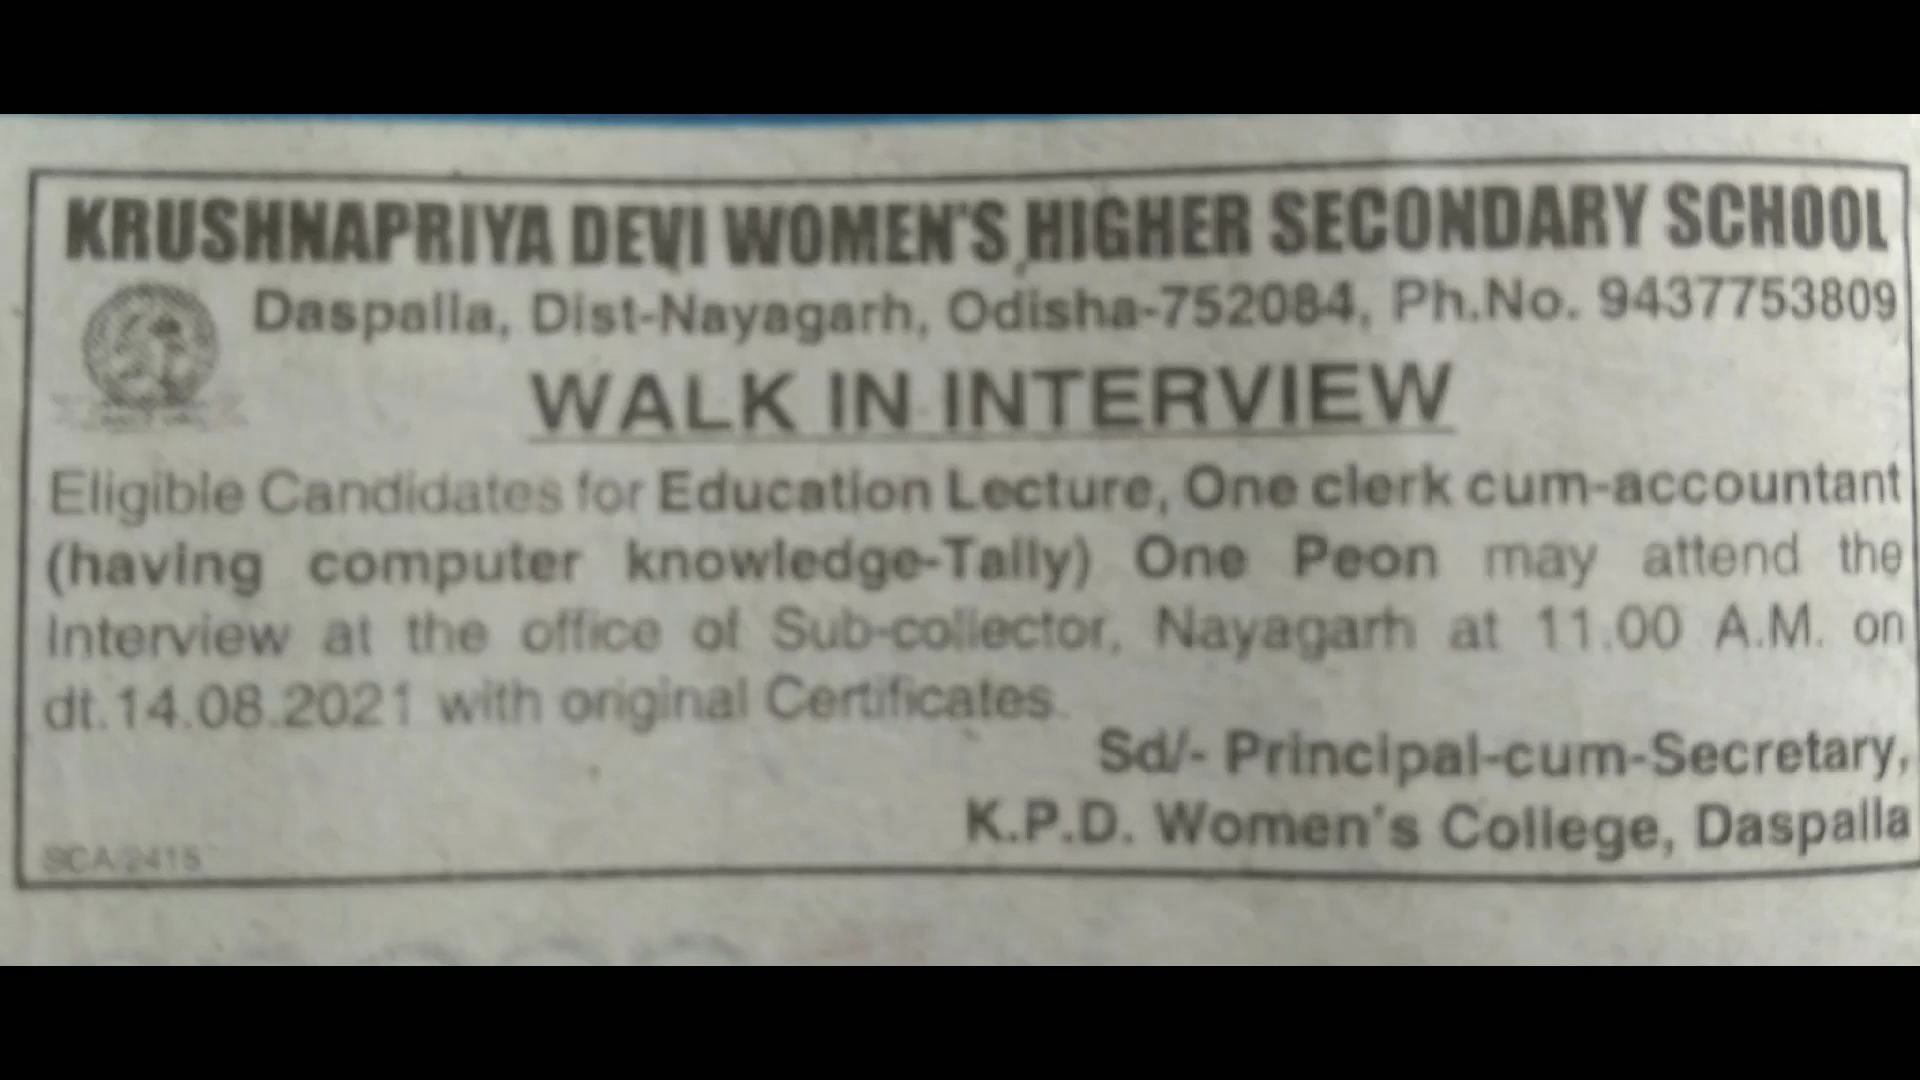 KRUSHNAPRIYA DEVI WOMEN'S HIGHER SECONDARY SCHOOL
Daspalla, Dist-Nayagarh, Odisha-752084, Ph.No. 9437753809
WALK IN INTERVIEW
Eligible Candidates for Education Lecture, One clerk cum-accountant
(having computer knowledge-Tally) One Peon may attend the
Interview at the office of Sub-collector, Nayagarh at 11.00 A.M. on
dt.14.08.2021 with original Certificates.
Sd/- Principal-cum-Secretary,
K.P.D. Women's College, Daspalla
SCA 2415